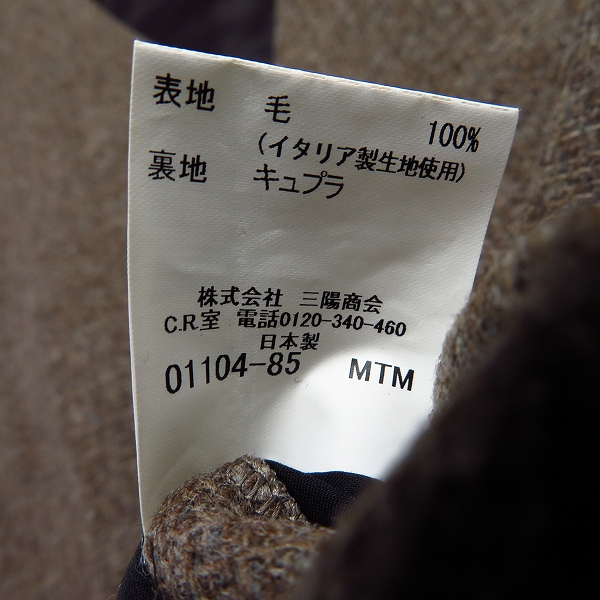 表地 毛 100%
(イタリア製生地使用)
裏地 キュプラ
株式会社 三陽商会
C.R.室 電話0120-340-460
日本製
01104-85 MTM